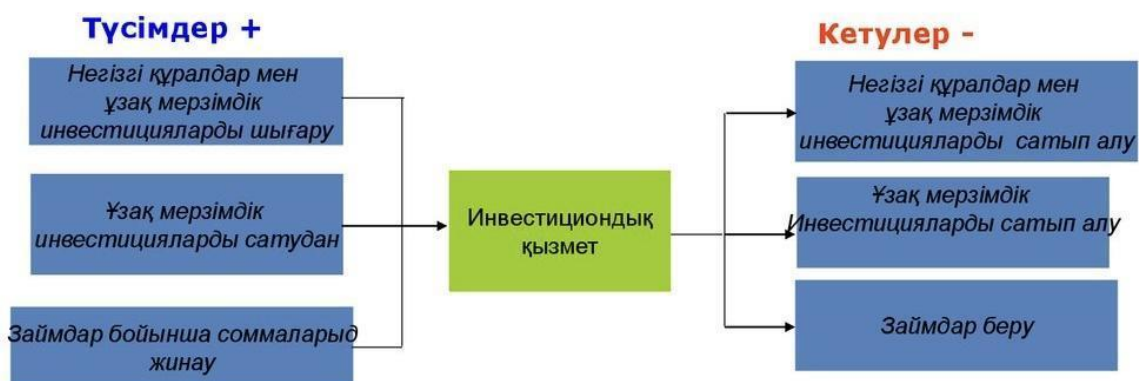 Түсімдер +
Негізгі құралдар мен
ұзақ мерзімдік
инвестицияларды шығару
Ұзақ мерзімдік
инвестицияларды сатудан
Займдар бойынша соммаларыд
жинау
Инвестициондық
қызмет
Кетулер -
Негізгі құралдар мен
ұзақ мерзімдік
инвестицияларды сатып алу
Ұзақ мерзімдік
Инвестицияларды сатып алу
Займдар беру